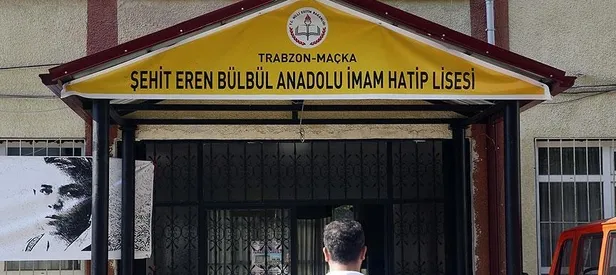 TRABZON-MAÇKA
ŞEHİT EREN BÜLBÜL ANADOLU İMAM HATİP LİSESİ